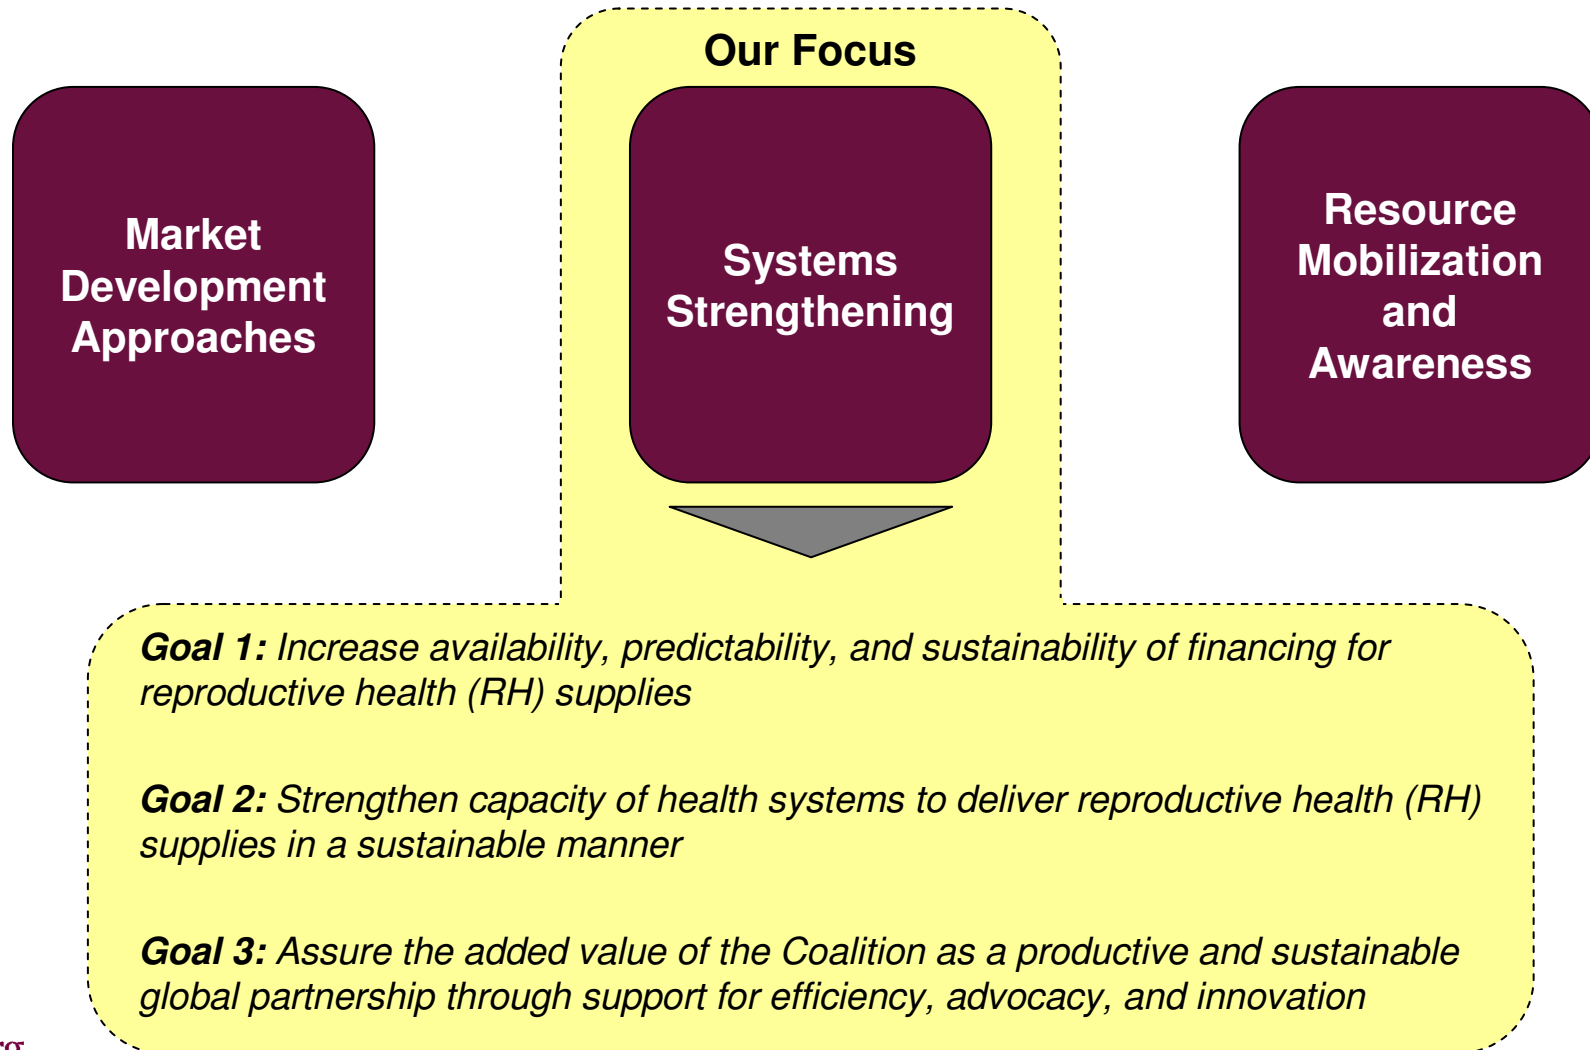 Our Focus
Market
Development
Approaches
Systems
Strengthening
Resource
Mobilization
and
Awareness
Goal 1: Increase availability, predictability, and sustainability of financing for
reproductive health (RH) supplies
Goal 2: Strengthen capacity of health systems to deliver reproductive health (RH)
supplies in a sustainable manner
Goal 3: Assure the added value of the Coalition as a productive and sustainable
global partnership through support for efficiency, advocacy, and innovation